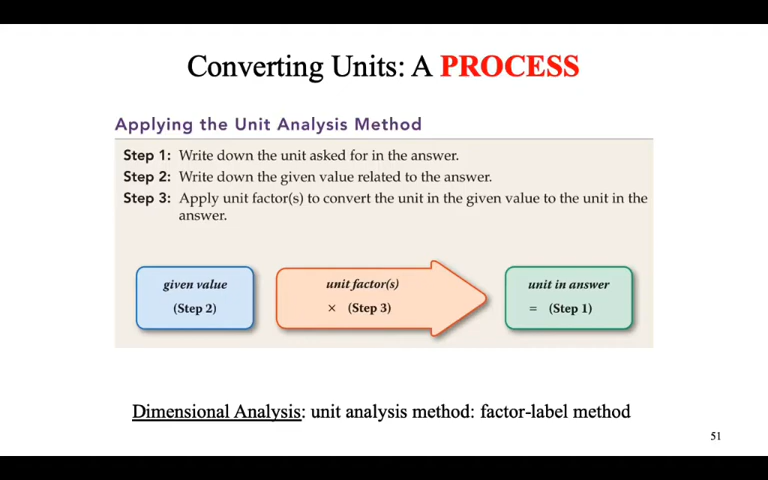 Converting Units: A PROCESS
Applying the Unit Analysis Method
Step 1: Write down the unit asked for in the answer.
Step 2: Write down the given value related to the answer.
Step 3: Apply unit factor(s) to convert the unit in the given value to the unit in the
answer.
given value
(Step 2)
unit factor(s)
× (Step 3)
unit in answer
= (Step 1)
Dimensional Analysis: unit analysis method: factor-label method
51